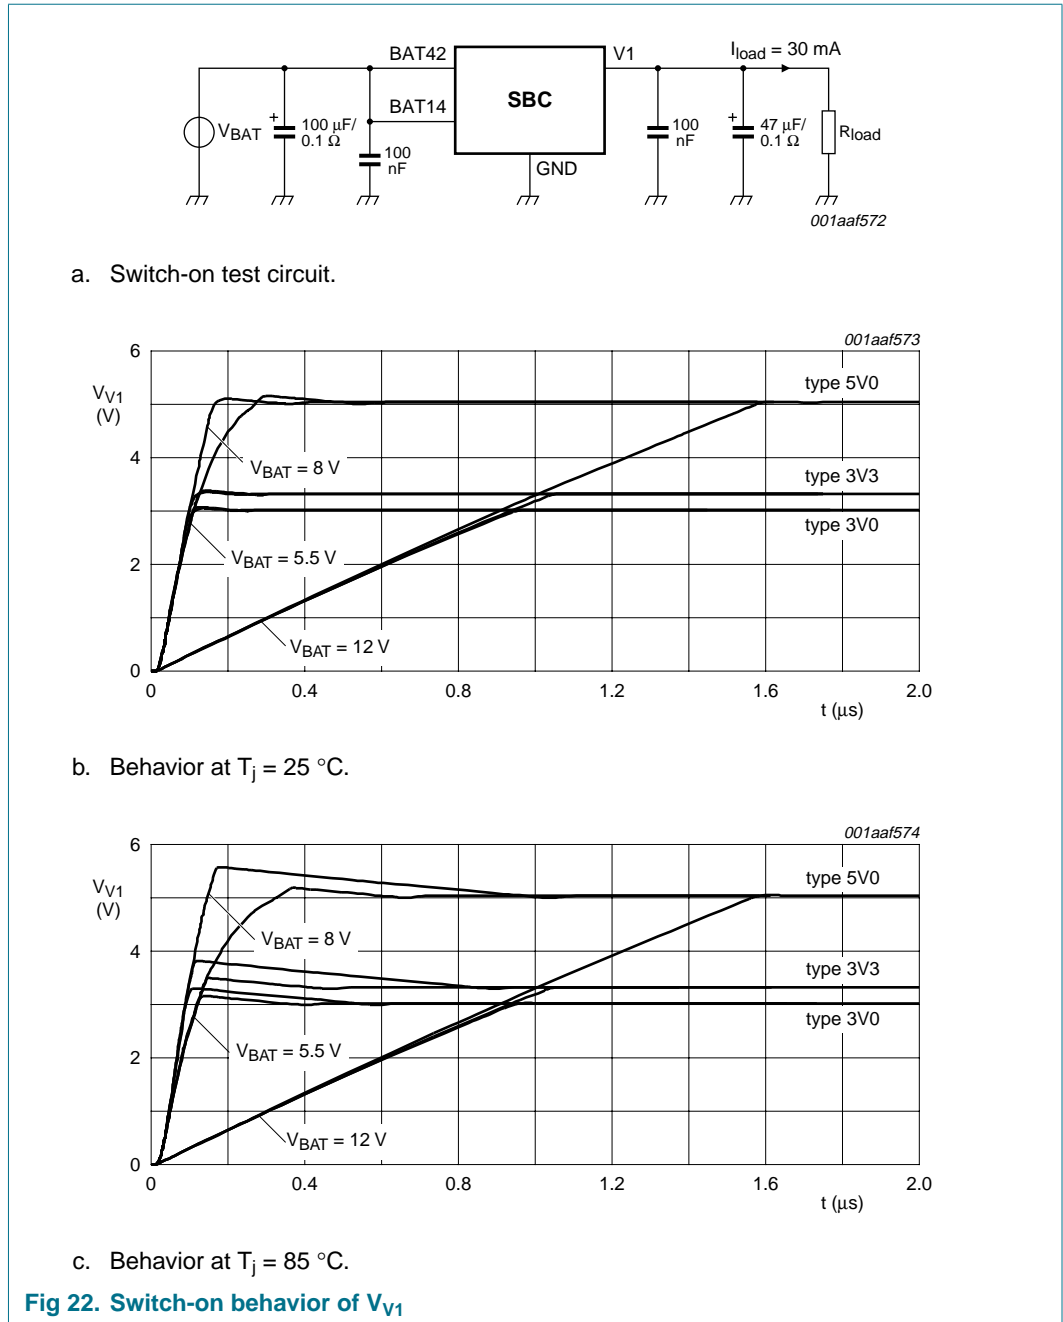 BAT42
V1
Iload = 30 mA
BAT14
SBC
VBAT
+
100 μF/
0.1 Ω
100
nF
GND
100
nF
+
47 μF/
0.1 Ω
Rload
001aaf572
a. Switch-on test circuit.
001aaf573
6
VV1
(V)
type 5V0
4
VBAT = 8 V
type 3V3
type 3V0
2
VBAT = 5.5 V
VBAT = 12 V
0
0 0.4 0.8 1.2 1.6 2.0
t (μs)
b. Behavior at Tj = 25 °C.
001aaf574
6
VV1
(V)
type 5V0
4
VBAT = 8 V
type 3V3
type 3V0
2
VBAT = 5.5 V
VBAT = 12 V
0
0 0.4 0.8 1.2 1.6 2.0
t (μs)
c. Behavior at Tj = 85 °C.
Fig 22. Switch-on behavior of VV1